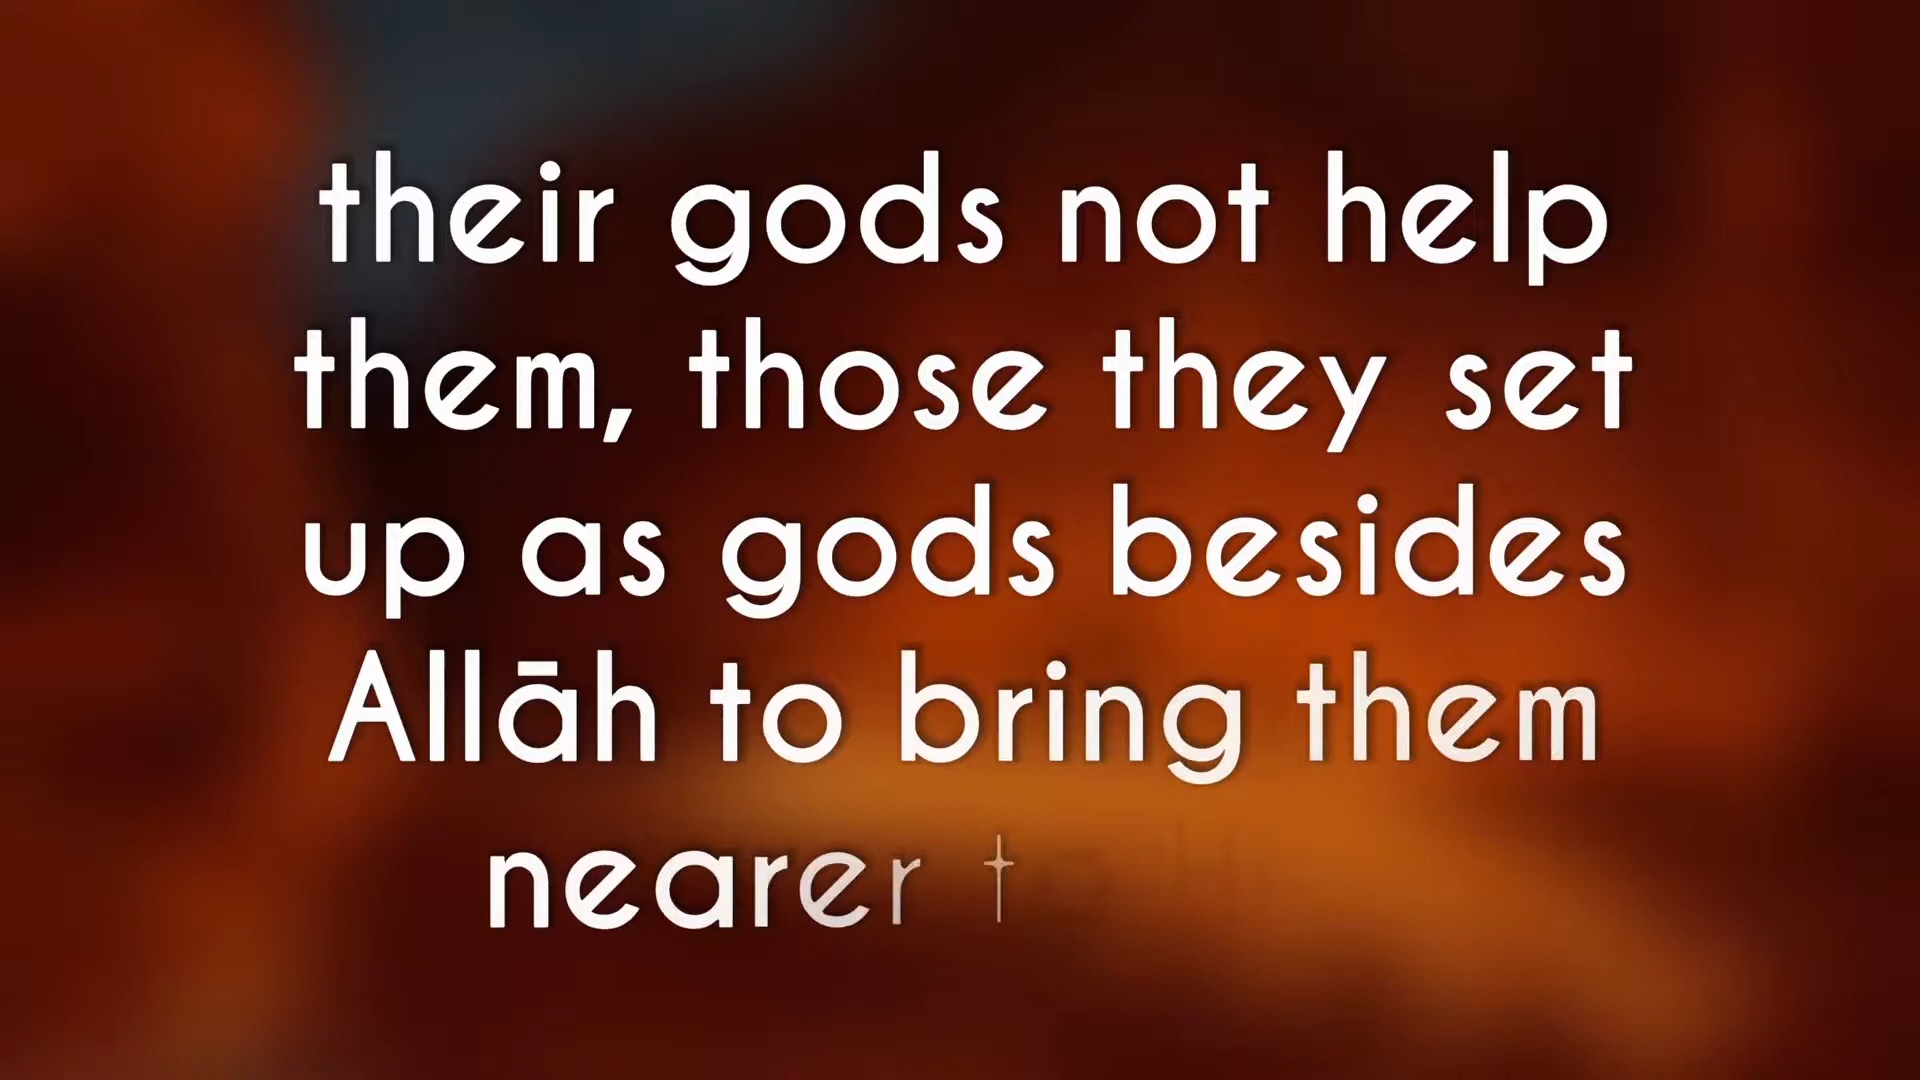 their gods not help
them, those they set
up as gods besides
Allāh to bring them
nearer t